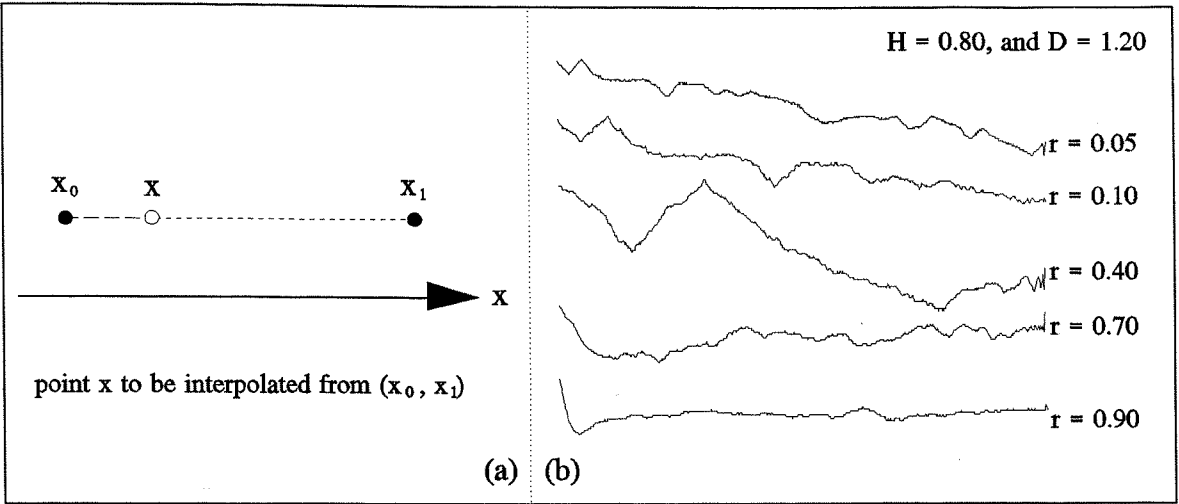 X₀ X X₁
X
point x to be interpolated from (x₀, x₁)
(a)
H = 0.80, and D = 1.20
r = 0.05
r = 0.10
r = 0.40
r = 0.70
r = 0.90
(b)